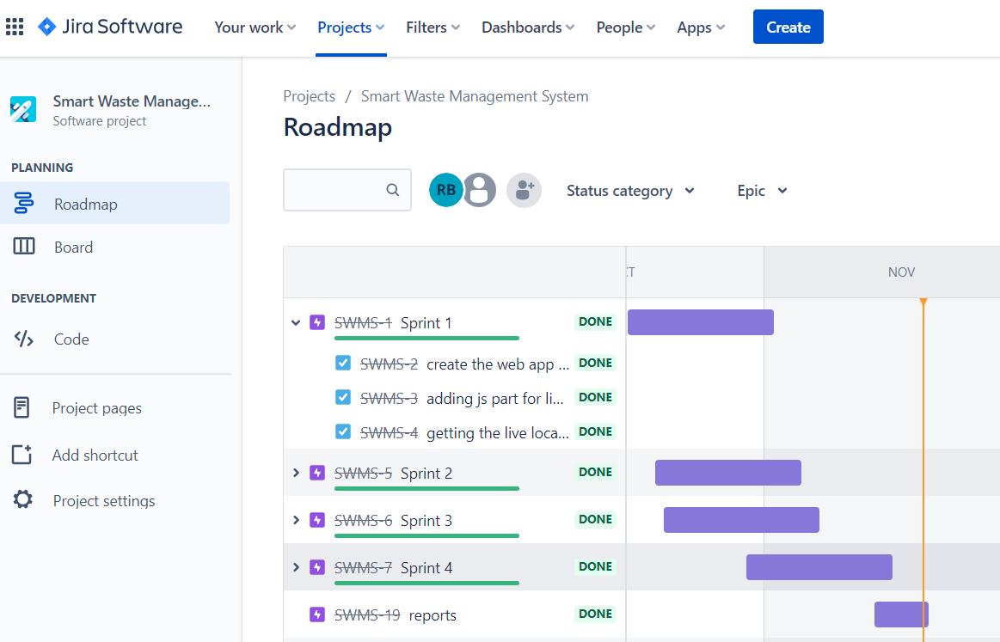 Jira Software Your work Projects Filters Dashboards People Apps Create
Smart Waste Manage...
Software project
PLANNING
Roadmap
Board
DEVELOPMENT
Code
Project pages
Add shortcut
Project settings
Projects / Smart Waste Management System
Roadmap
RB Status category Epic
NOV
SWMS-1 Sprint 1 DONE
SWMS-2 create the web app ... DONE
SWMS-3 adding js part for li... DONE
SWMS-4 getting the live loca... DONE
SWMS-5 Sprint 2 DONE
SWMS-6 Sprint 3 DONE
SWMS-7 Sprint 4 DONE
SWMS-19 reports DONE